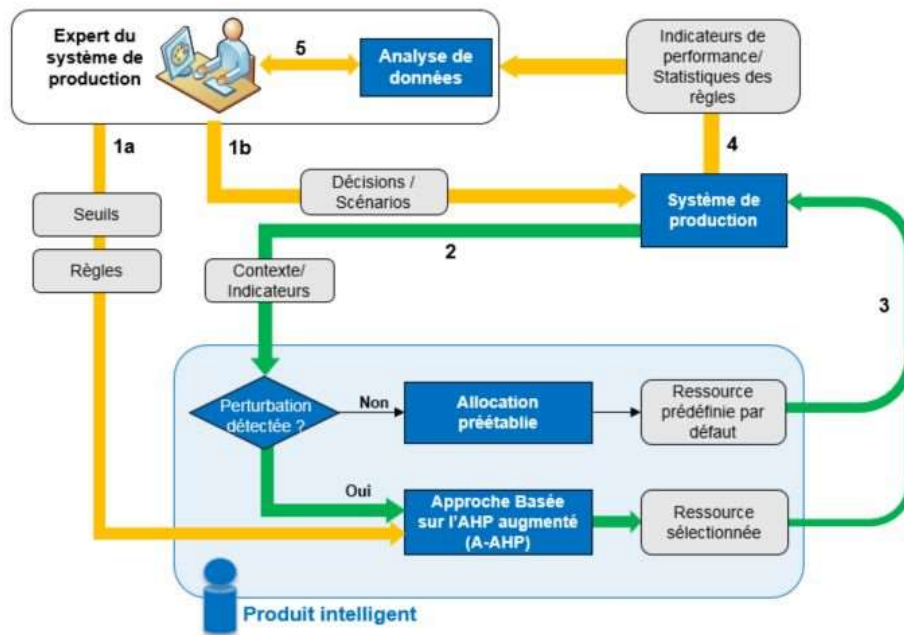 Expert du
système de
production
5
Analyse de
données
Indicateurs de
performance/
Statistiques des
règles
1a
1b
4
Décisions /
Scénarios
Système de
production
Seuils
2
Règles
Contexte/
Indicateurs
3
Perturbation
détectée ?
Non
Allocation
préétablie
Ressource
prédéfinie par
défaut
Oui
Approche Basée
sur l'AHP augmenté
(A-AHP)
Ressource
sélectionnée
Produit intelligent